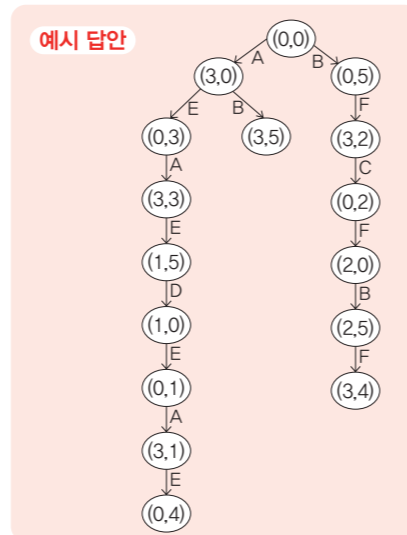 예시 답안
(0,0)
A B
(3,0) (0,5)
E B F
(0,3) (3,5) (3,2)
A C
(3,3) (0,2)
E F
(1,5) (2,0)
D B
(1,0) (2,5)
E F
(0,1) (3,4)
A
(3,1)
E
(0,4)